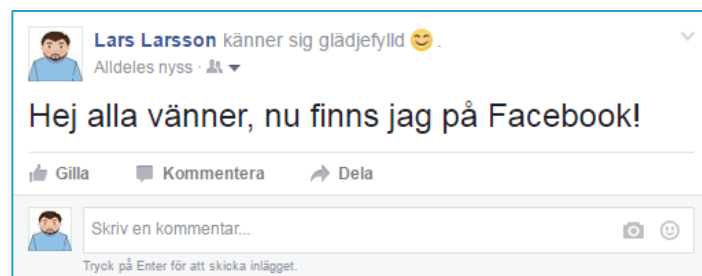 Lars Larsson känner sig glädjefylld 😊.
Alldeles nyss ·
Hej alla vänner, nu finns jag på Facebook!
Gilla Kommentera Dela
Skriv en kommentar...
Tryck på Enter för att skicka inlägget.